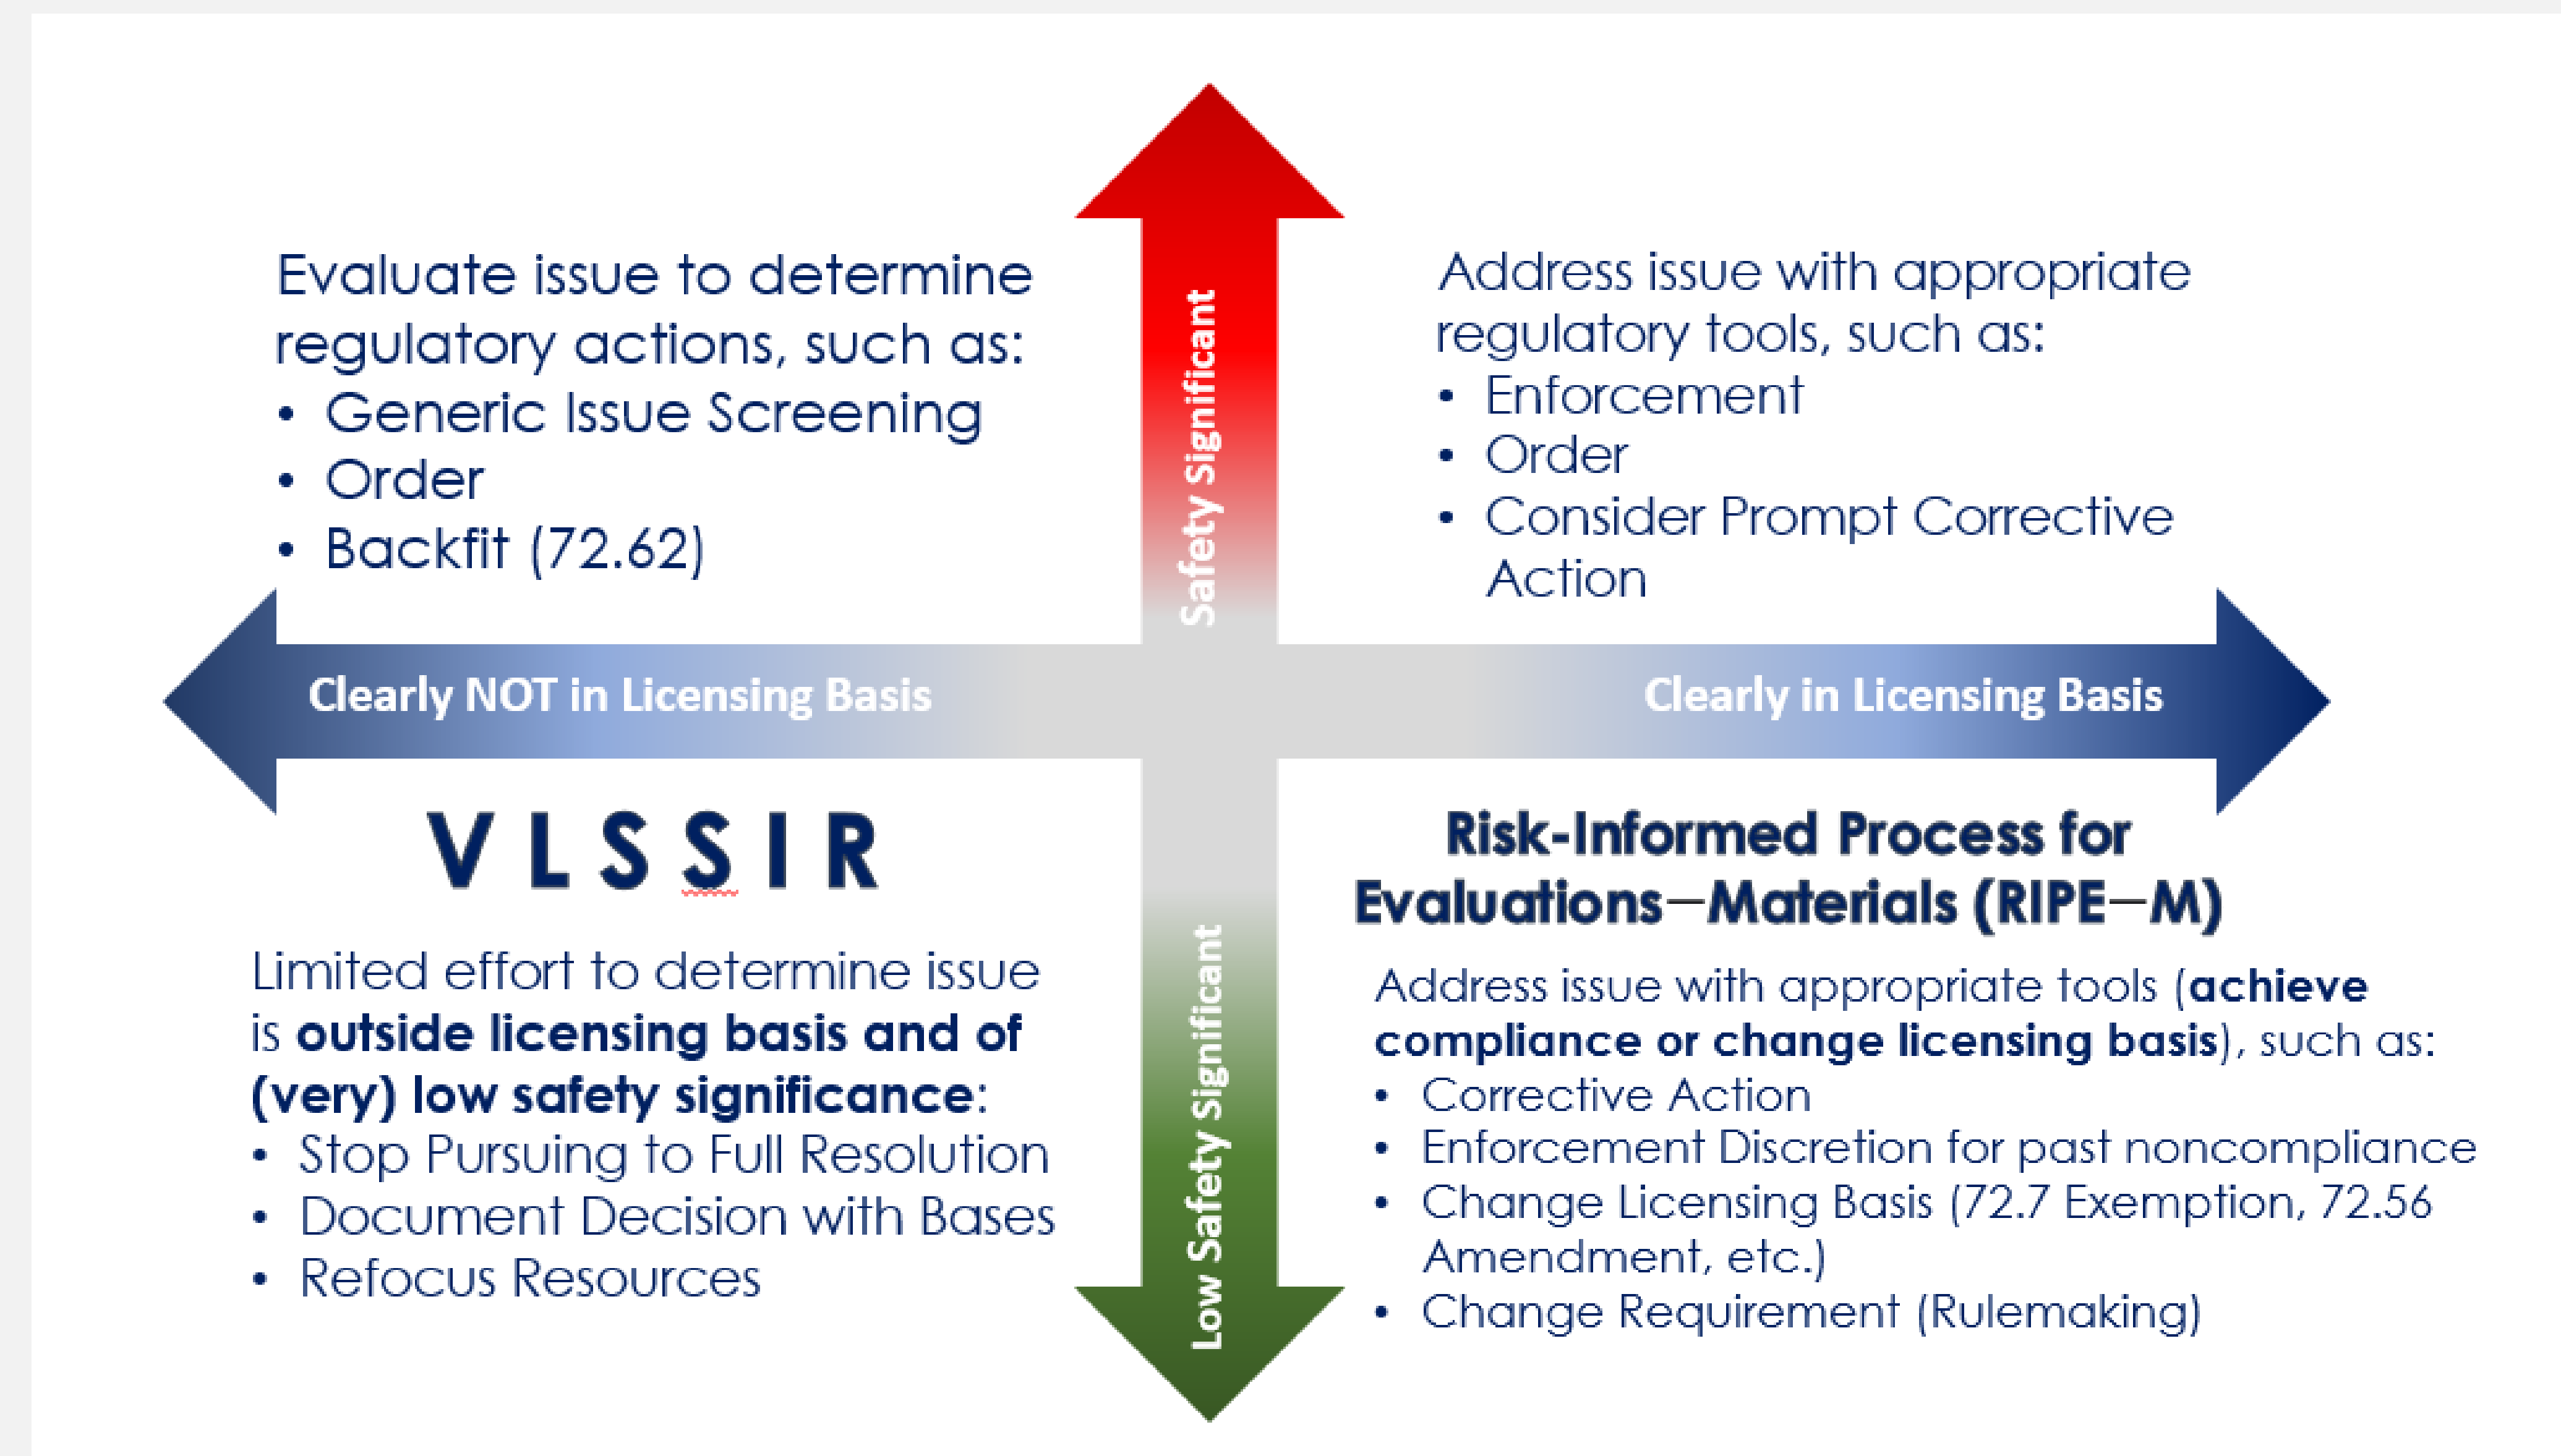 Evaluate issue to determine
regulatory actions, such as:
• Generic Issue Screening
• Order
• Backfit (72.62)
Safety Significant
Address issue with appropriate
regulatory tools, such as:
• Enforcement
• Order
• Consider Prompt Corrective
Action
Clearly NOT in Licensing Basis
Clearly in Licensing Basis
V L S S I R
Limited effort to determine issue
is outside licensing basis and of
(very) low safety significance:
• Stop Pursuing to Full Resolution
• Document Decision with Bases
• Refocus Resources
Low Safety Significant
Risk-Informed Process for
Evaluations—Materials (RIPE—M)
Address issue with appropriate tools (achieve
compliance or change licensing basis), such as:
• Corrective Action
• Enforcement Discretion for past noncompliance
• Change Licensing Basis (72.7 Exemption, 72.56
Amendment, etc.)
• Change Requirement (Rulemaking)